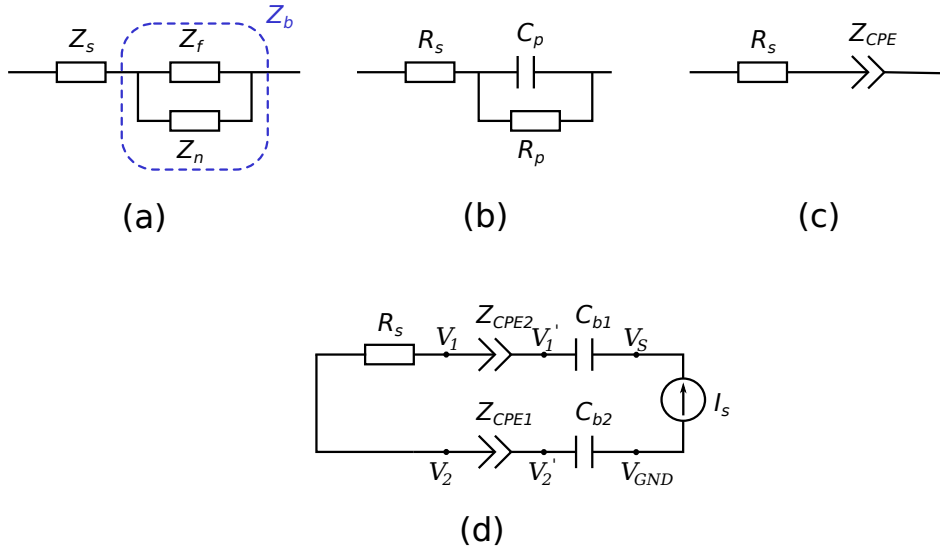 Z_b
Z_s Z_f
Z_n
(a)
R_s C_p
R_p
(b)
R_s Z_CPE
(c)
R_s V_1 Z_CPE2 V_1' C_b1 V_S
I_s
V_2 Z_CPE1 V_2' C_b2 V_GND
(d)